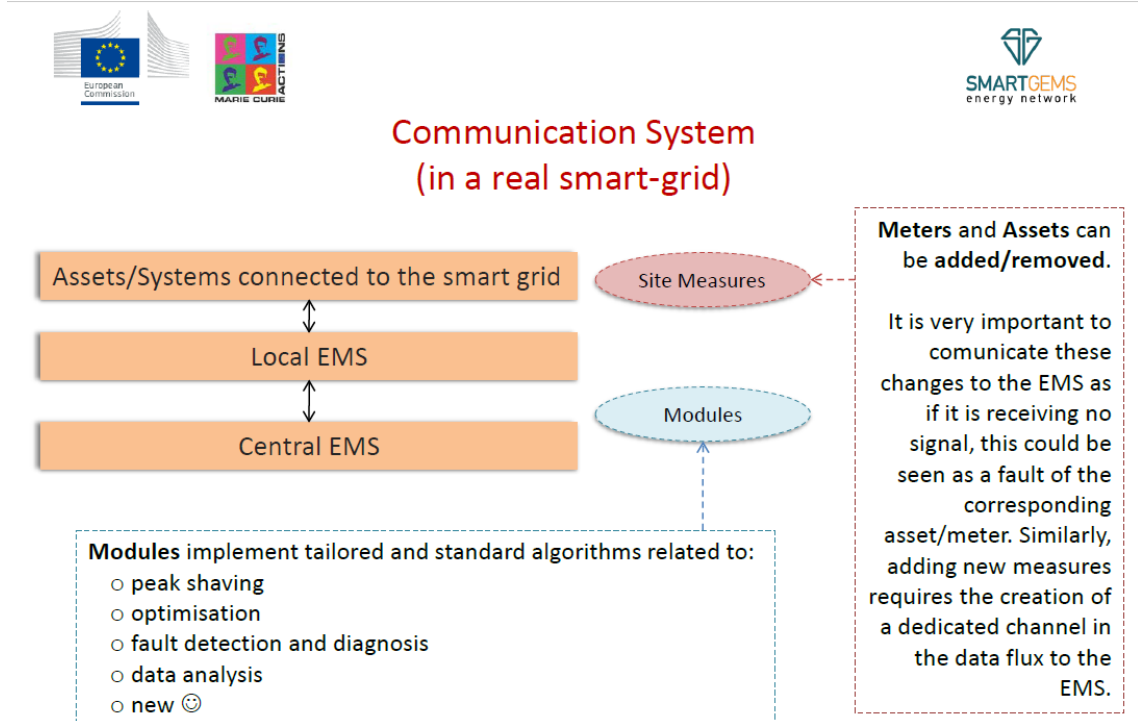 European
Commission
MARIE CURIE
ACTIONS
SMARTGEMS
energy network
Communication System
(in a real smart-grid)
Assets/Systems connected to the smart grid
Local EMS
Central EMS
Site Measures
Modules
Meters and Assets can
be added/removed.
It is very important to
comunicate these
changes to the EMS as
if it is receiving no
signal, this could be
seen as a fault of the
corresponding
asset/meter. Similarly,
adding new measures
requires the creation of
a dedicated channel in
the data flux to the
EMS.
Modules implement tailored and standard algorithms related to:
○ peak shaving
○ optimisation
○ fault detection and diagnosis
○ data analysis
○ new ☺